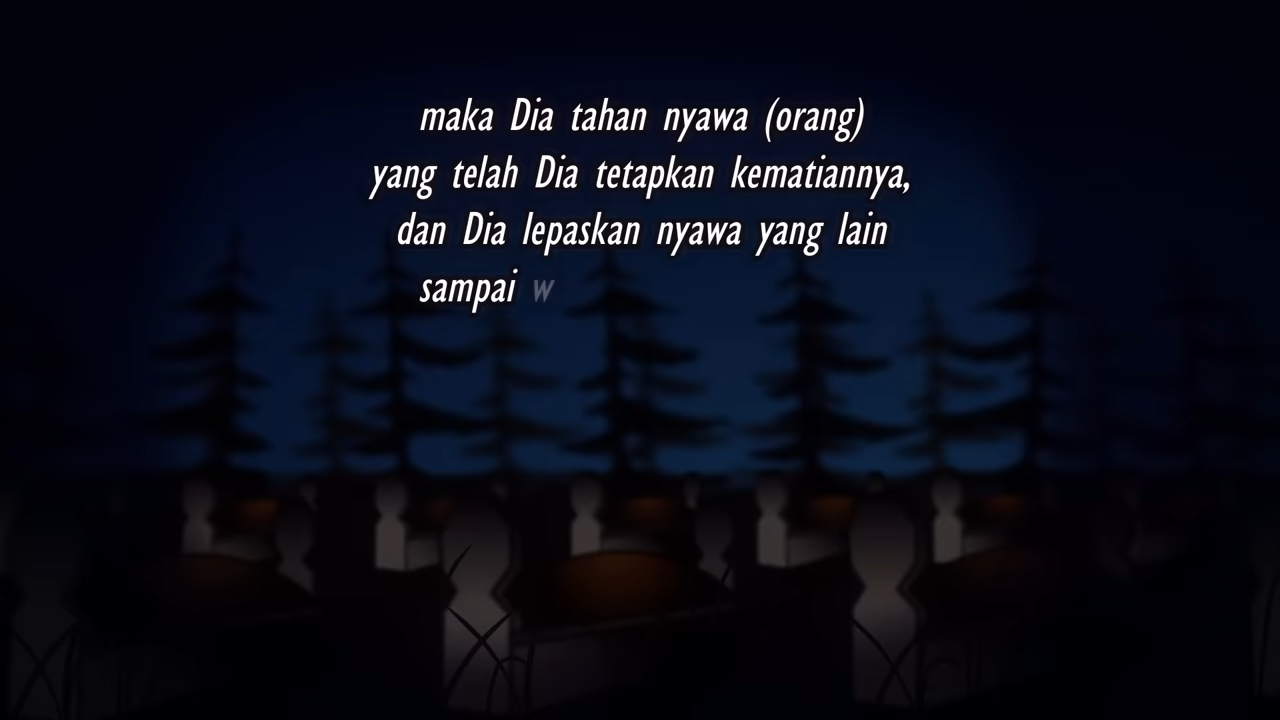 maka Dia tahan nyawa (orang)
yang telah Dia tetapkan kematiannya,
dan Dia lepaskan nyawa yang lain
sampai w